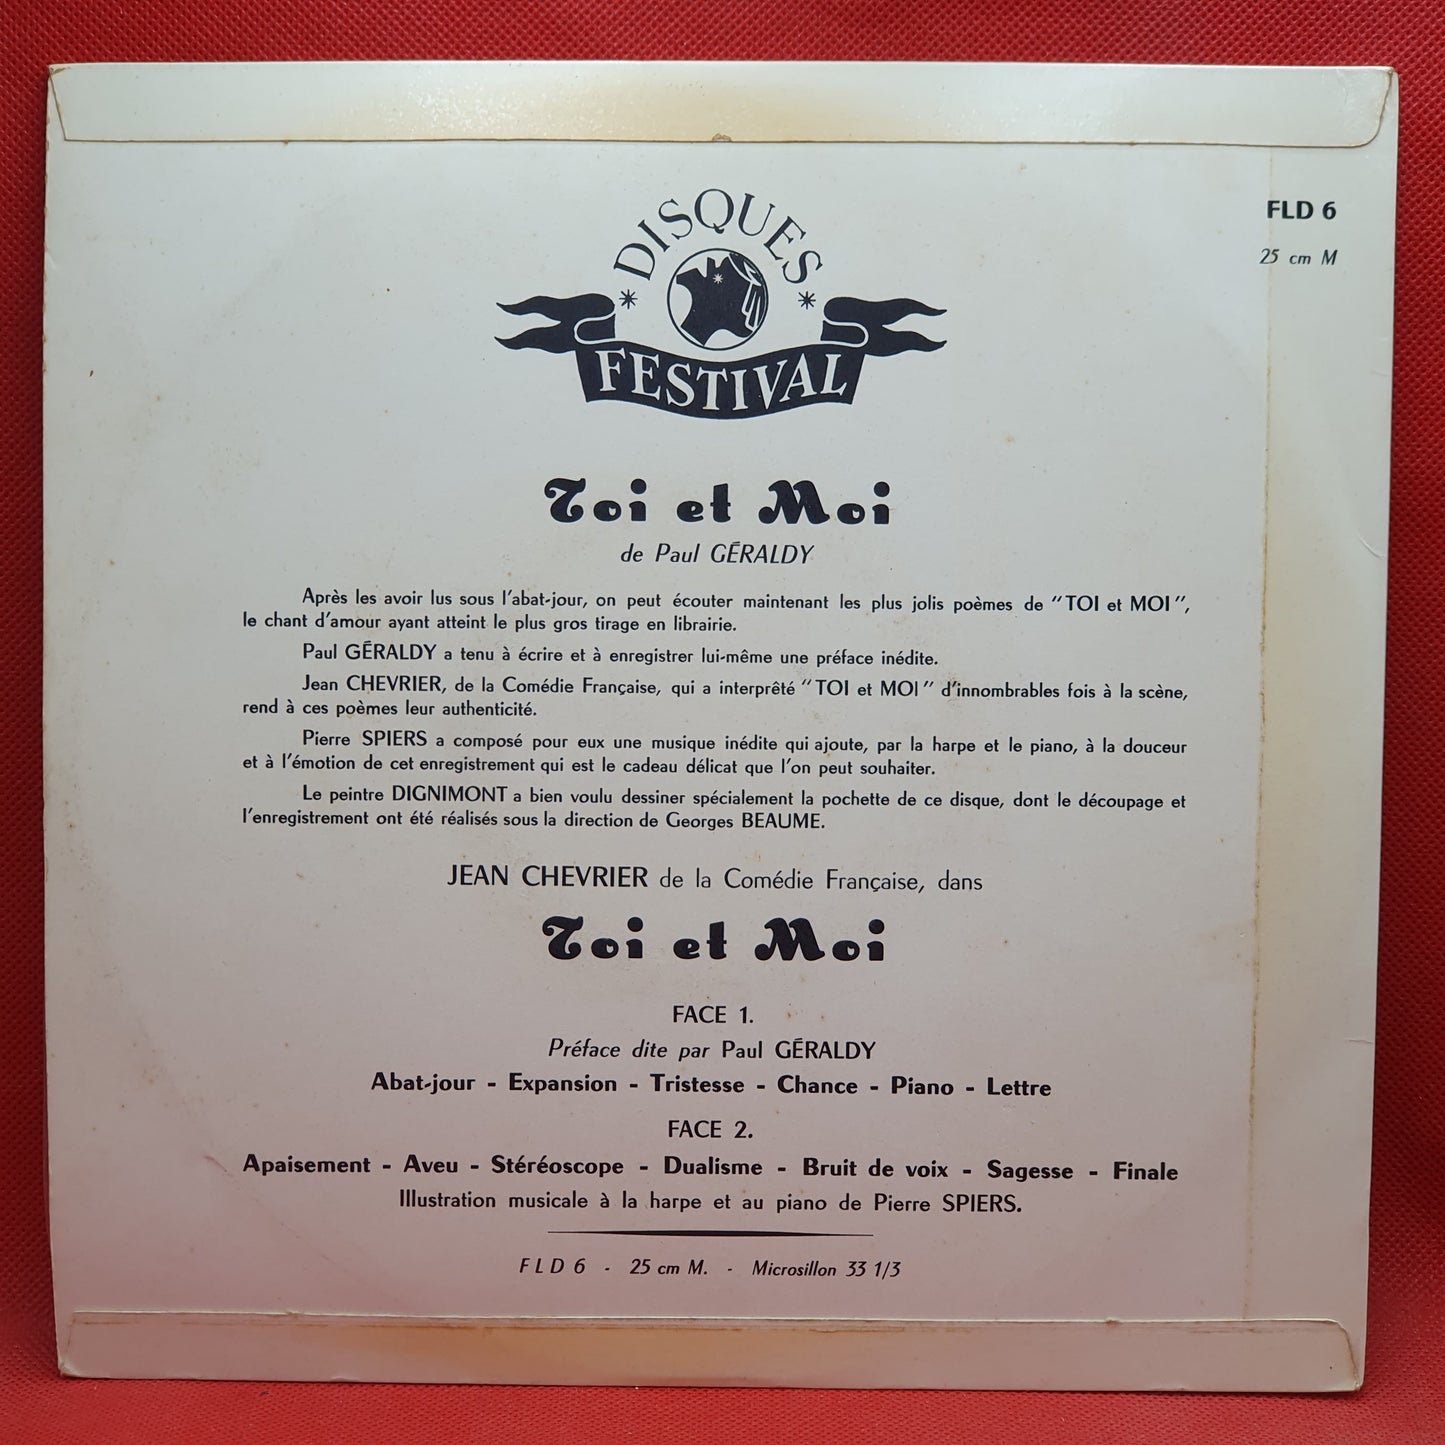 DISQUES
FESTIVAL
FLD 6
25 cm M
Toi et Moi
de Paul GÉRALDY
Après les avoir lus sous l'abat-jour, on peut écouter maintenant les plus jolis poèmes de "TOI et MOI",
le chant d'amour ayant atteint le plus gros tirage en librairie.
Paul GÉRALDY a tenu à écrire et à enregistrer lui-même une préface inédite.
Jean CHEVRIER, de la Comédie Française, qui a interprêté "TOI et MOI" d'innombrables fois à la scène,
rend à ces poèmes leur authenticité.
Pierre SPIERS a composé pour eux une musique inédite qui ajoute, par la harpe et le piano, à la douceur
et à l'émotion de cet enregistrement qui est le cadeau délicat que l'on peut souhaiter.
Le peintre DIGNIMONT a bien voulu dessiner spécialement la pochette de ce disque, dont le découpage et
l'enregistrement ont été réalisés sous la direction de Georges BEAUME.
JEAN CHEVRIER de la Comédie Française, dans
Toi et Moi
FACE 1.
Préface dite par Paul GÉRALDY
Abat-jour - Expansion - Tristesse - Chance - Piano - Lettre
FACE 2.
Apaisement - Aveu - Stéréoscope - Dualisme - Bruit de voix - Sagesse - Finale
Illustration musicale à la harpe et au piano de Pierre SPIERS.
FLD 6 - 25 cm M. - Microsillon 33 1/3